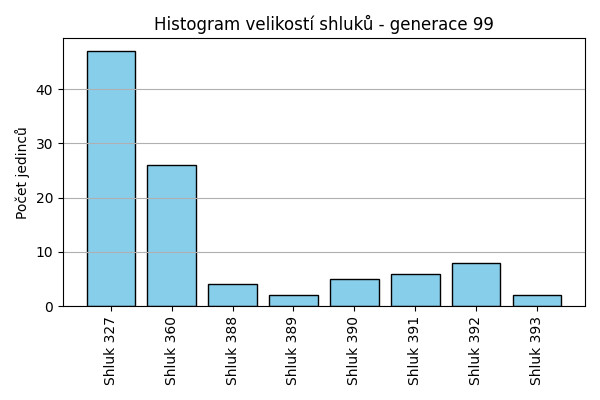 Histogram velikostí shluků - generace 99
Počet jedinců
40
30
20
10
0
Shluk 327
Shluk 360
Shluk 388
Shluk 389
Shluk 390
Shluk 391
Shluk 392
Shluk 393